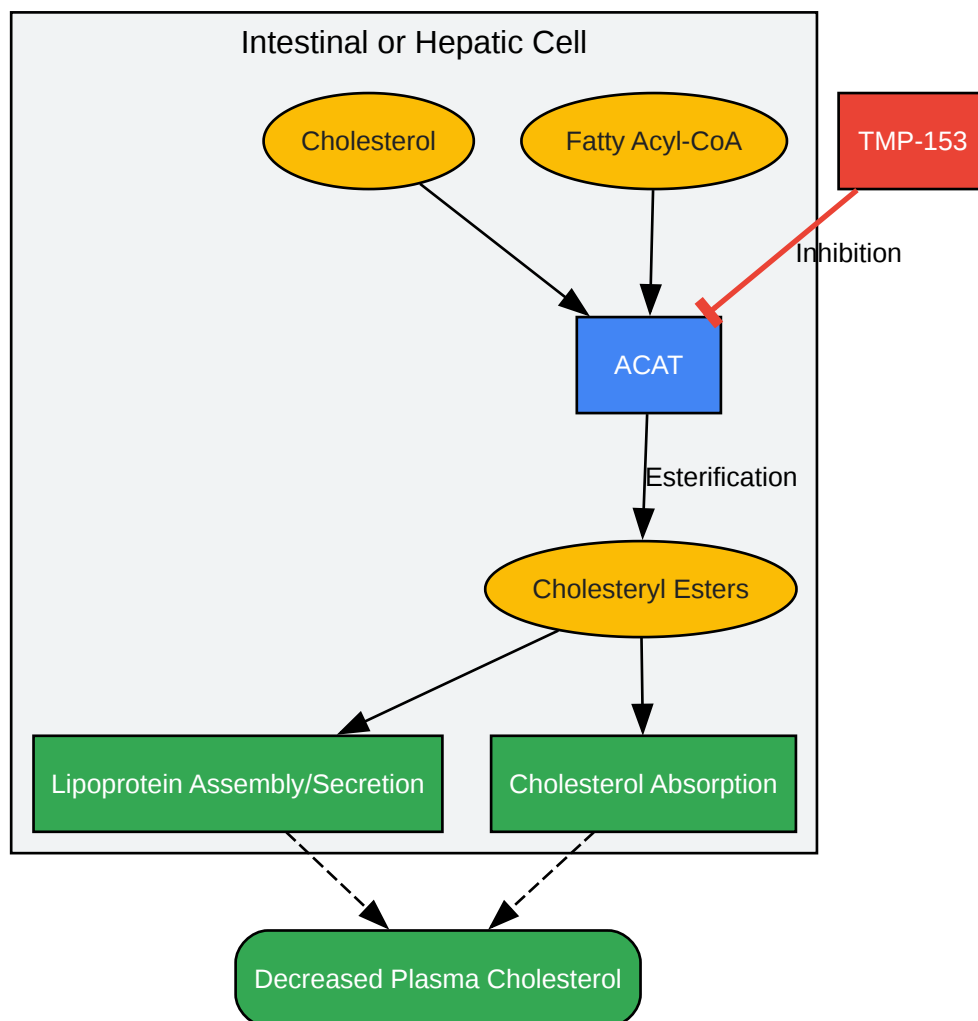 Intestinal or Hepatic Cell
Cholesterol
Fatty Acyl-CoA
TMP-153
Inhibition
ACAT
Esterification
Cholesteryl Esters
Lipoprotein Assembly/Secretion
Cholesterol Absorption
Decreased Plasma Cholesterol